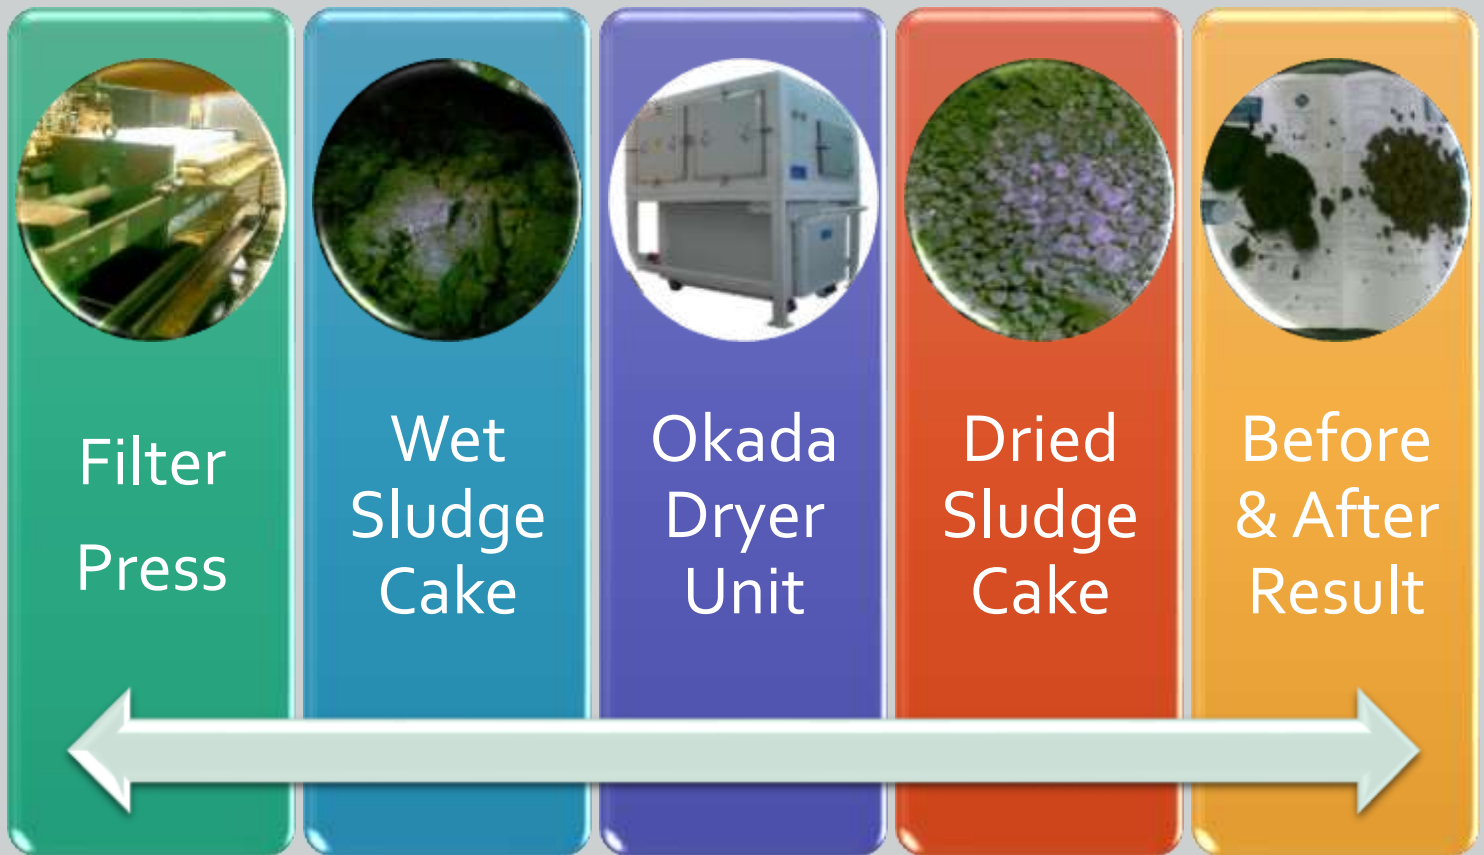 Filter
Press
Wet
Sludge
Cake
Okada
Dryer
Unit
Dried
Sludge
Cake
Before
& After
Result